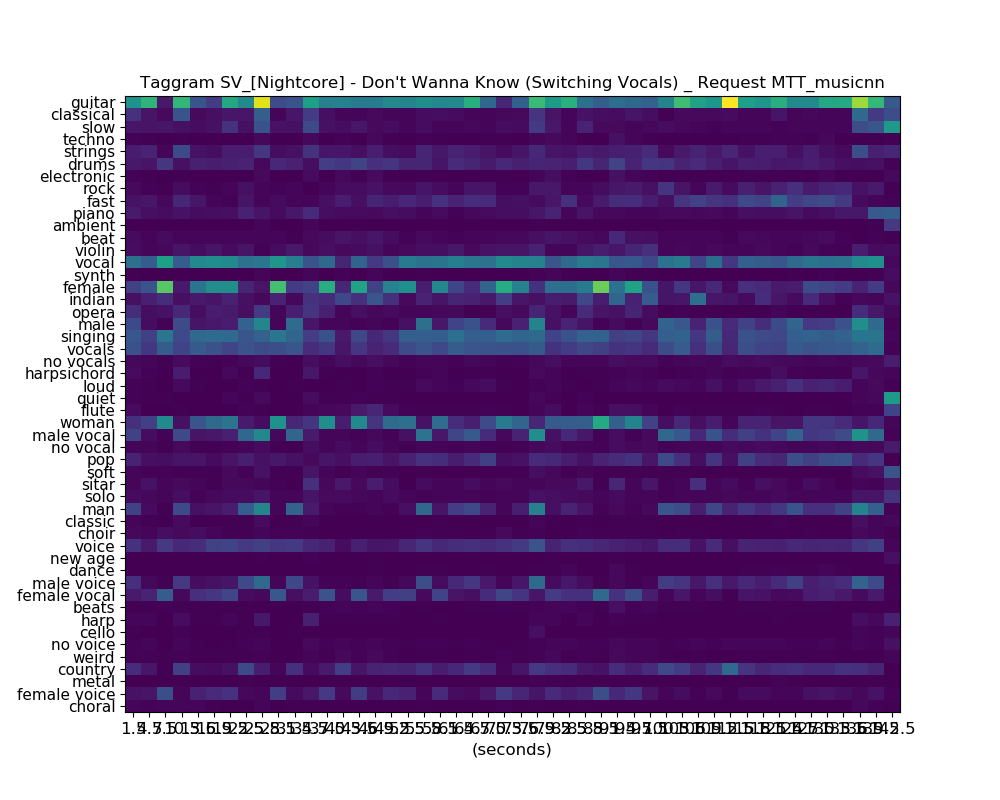 Taggram SV_[Nightcore] - Don't Wanna Know (Switching Vocals) _ Request MTT_musicnn
guitar
classical
slow
techno
strings
drums
electronic
rock
fast
piano
ambient
beat
violin
vocal
synth
female
indian
opera
male
singing
vocals
no vocals
harpsichord
loud
quiet
flute
woman
male vocal
no vocal
pop
soft
sitar
solo
man
classic
choir
voice
new age
dance
male voice
female vocal
beats
harp
cello
no voice
weird
country
metal
female voice
choral
(seconds)